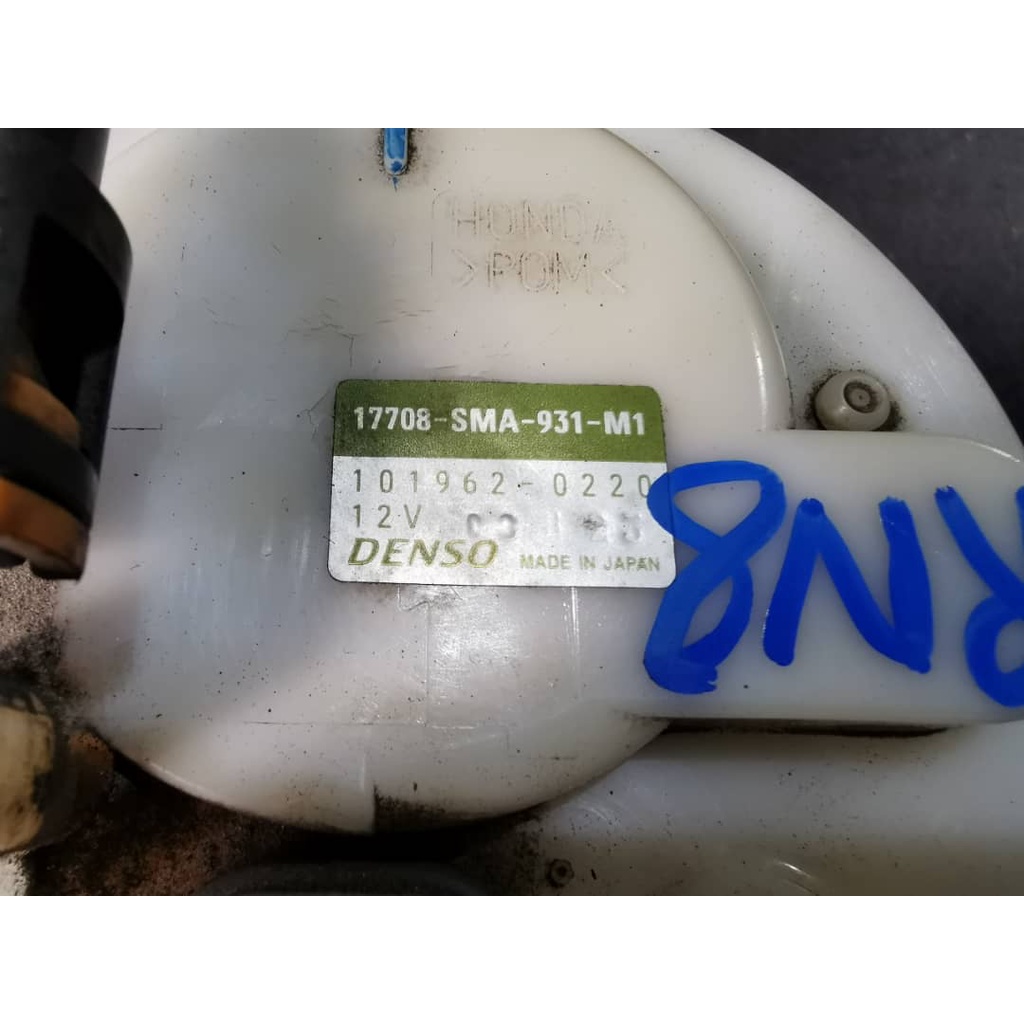 HONDA
>POM<
17708-SMA-931-M1
101962-0220
12V
DENSO MADE IN JAPAN
RN8